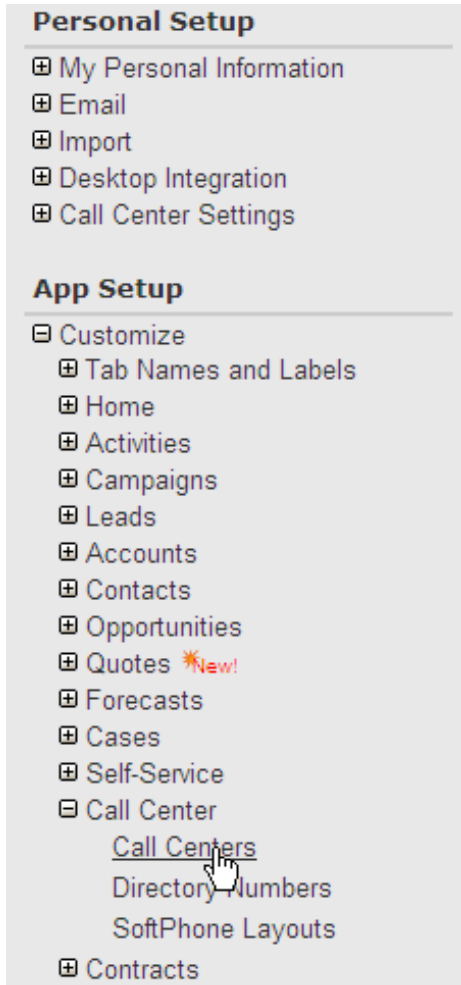 Personal Setup
My Personal Information
Email
Import
Desktop Integration
Call Center Settings
App Setup
Customize
Tab Names and Labels
Home
Activities
Campaigns
Leads
Accounts
Contacts
Opportunities
Quotes New!
Forecasts
Cases
Self-Service
Call Center
Call Centers
Directory Numbers
SoftPhone Layouts
Contracts